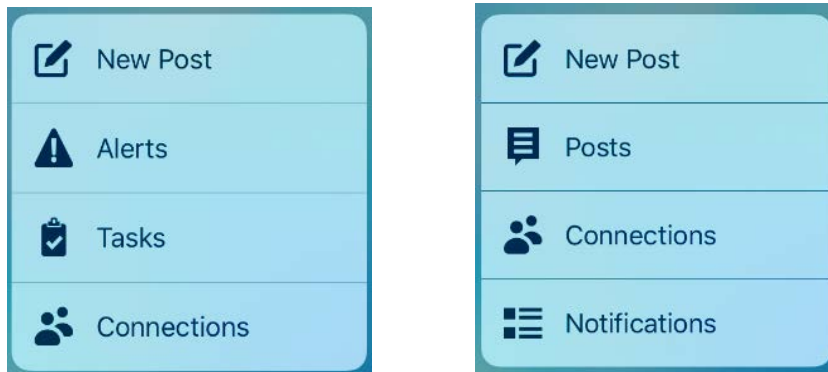 New Post
Alerts
Tasks
Connections
New Post
Posts
Connections
Notifications